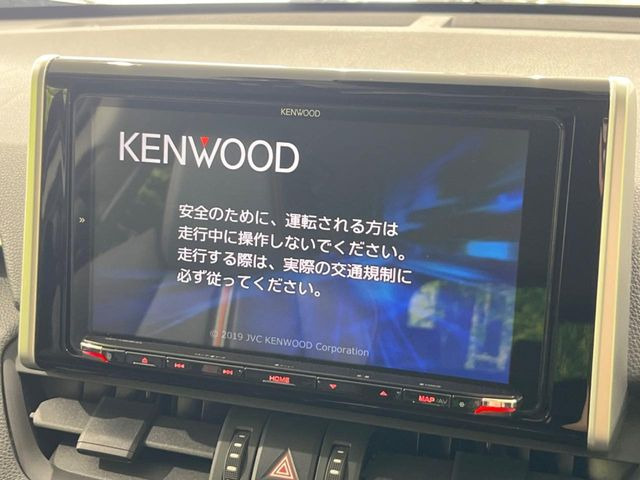 KENWOOD
KENWOOD
安全のために、運転される方は
走行中に操作しないでください。
走行する際は、実際の交通規制に
必ず従ってください。
© 2019 JVC KENWOOD Corporation
HOME
MAP/AV